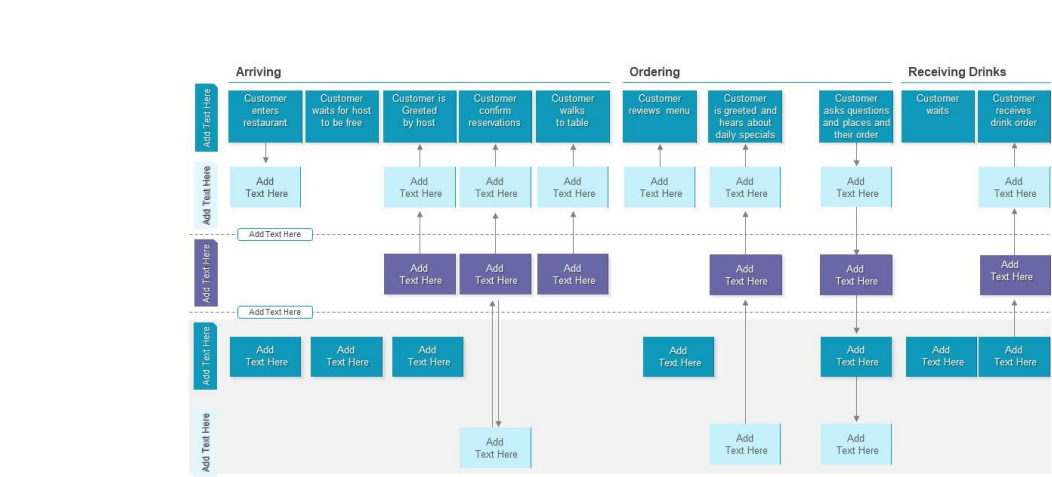 Arriving
Ordering
Receiving Drinks
Add Text Here
Customer
enters
restaurant
Customer
waits for host
to be free
Customer is
Greeted
by host
Customer
confirm
reservations
Customer
walks
to table
Customer
reviews menu
Customer
is greeted and
hears about
daily specials
Customer
asks questions
and places and
their order
Customer
waits
Customer
receives
drink order
Add Text Here
Add
Text Here
Add
Text Here
Add
Text Here
Add
Text Here
Add
Text Here
Add
Text Here
Add
Text Here
Add
Text Here
Add Text Here
Add Text Here
Add
Text Here
Add
Text Here
Add
Text Here
Add
Text Here
Add
Text Here
Add
Text Here
Add Text Here
Add Text Here
Add
Text Here
Add
Text Here
Add
Text Here
Add
Text Here
Add
Text Here
Add
Text Here
Add
Text Here
Add Text Here
Add
Text Here
Add
Text Here
Add
Text Here